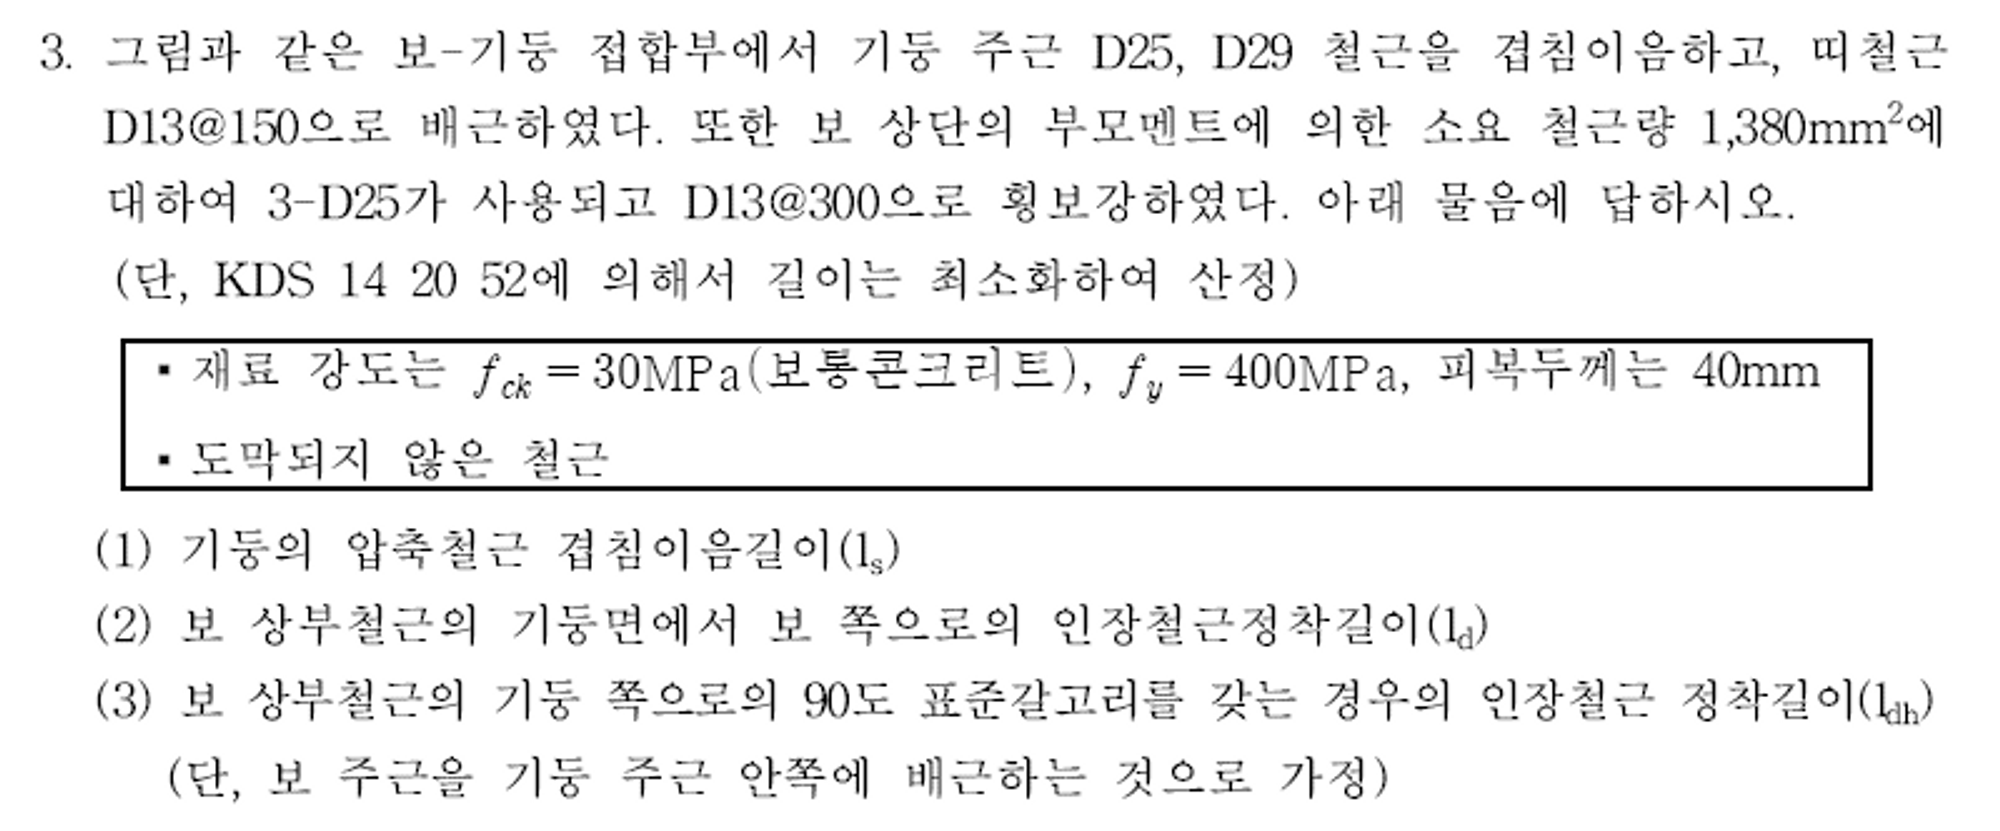 3. 그림과 같은 보-기둥 접합부에서 기둥 주근 D25, D29 철근을 겹침이음하고, 띠철근
D13@150으로 배근하였다. 또한 보 상단의 부모멘트에 의한 소요 철근량 1,380mm²에
대하여 3-D25가 사용되고 D13@300으로 횡보강하였다. 아래 물음에 답하시오.
(단, KDS 14 20 52에 의해서 길이는 최소화하여 산정)
▪ 재료 강도는 f_ck = 30MPa(보통콘크리트), f_y = 400MPa, 피복두께는 40mm
▪ 도막되지 않은 철근
(1) 기둥의 압축철근 겹침이음길이(l_s)
(2) 보 상부철근의 기둥면에서 보 쪽으로의 인장철근정착길이(l_d)
(3) 보 상부철근의 기둥 쪽으로의 90도 표준갈고리를 갖는 경우의 인장철근 정착길이(l_dh)
(단, 보 주근을 기둥 주근 안쪽에 배근하는 것으로 가정)